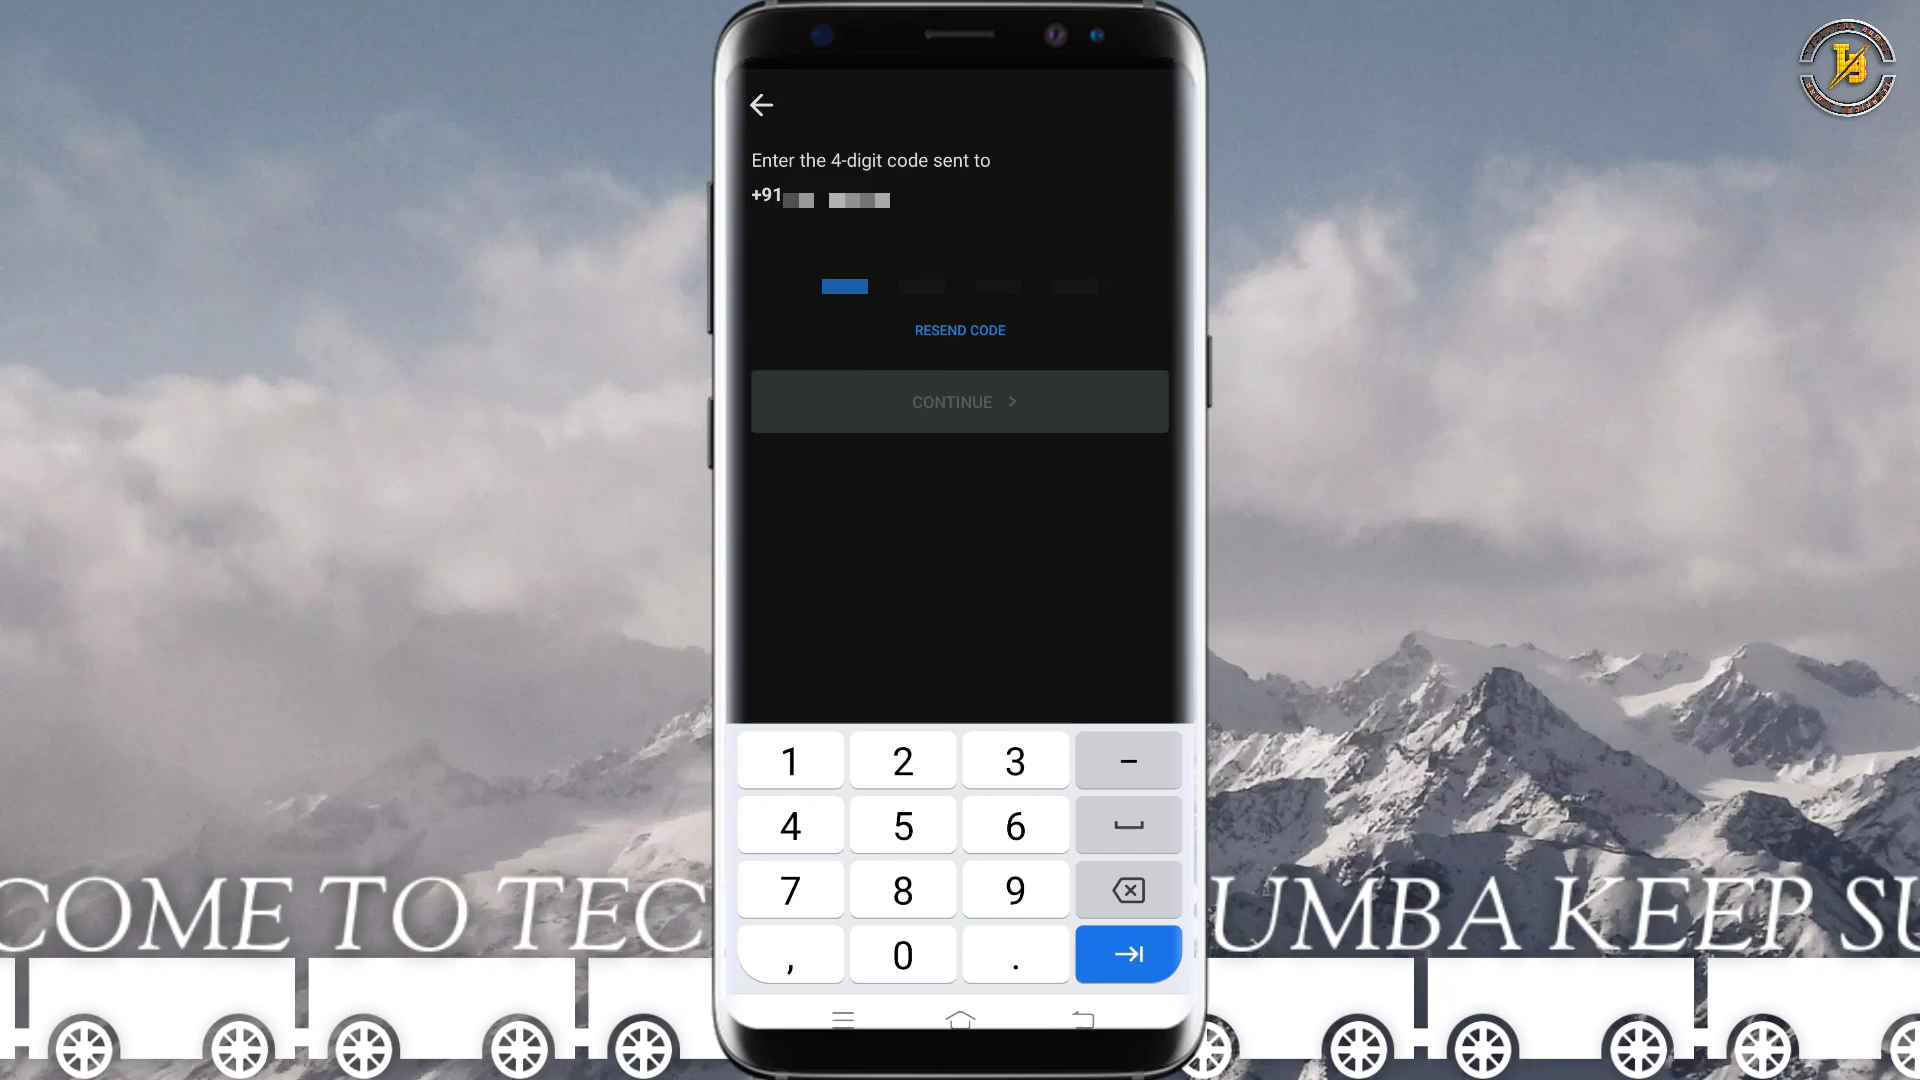 Enter the 4-digit code sent to
+91
RESEND CODE
CONTINUE
1 2 3 -
4 5 6
7 8 9
, 0 .
COME TO TEC UMBA KEEP SU